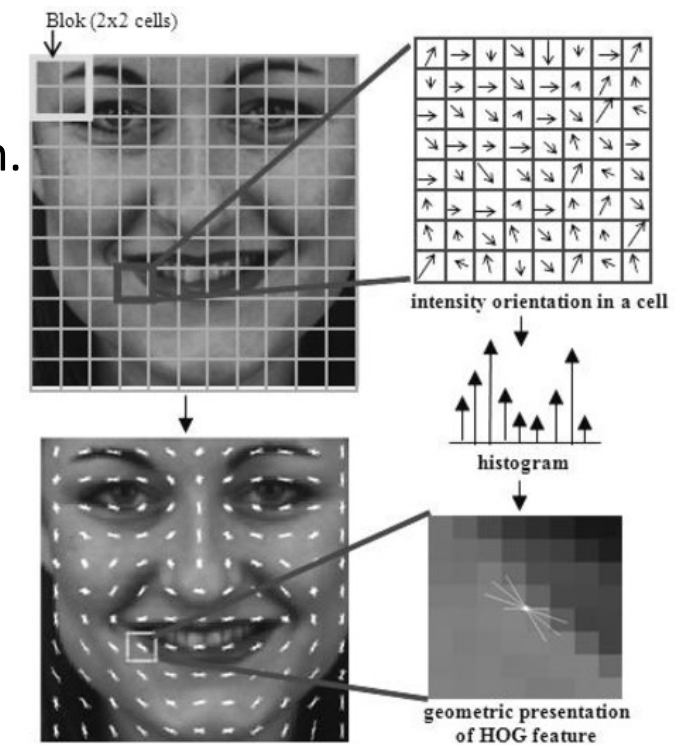 Blok (2x2 cells)
n.
intensity orientation in a cell
histogram
geometric presentation
of HOG feature